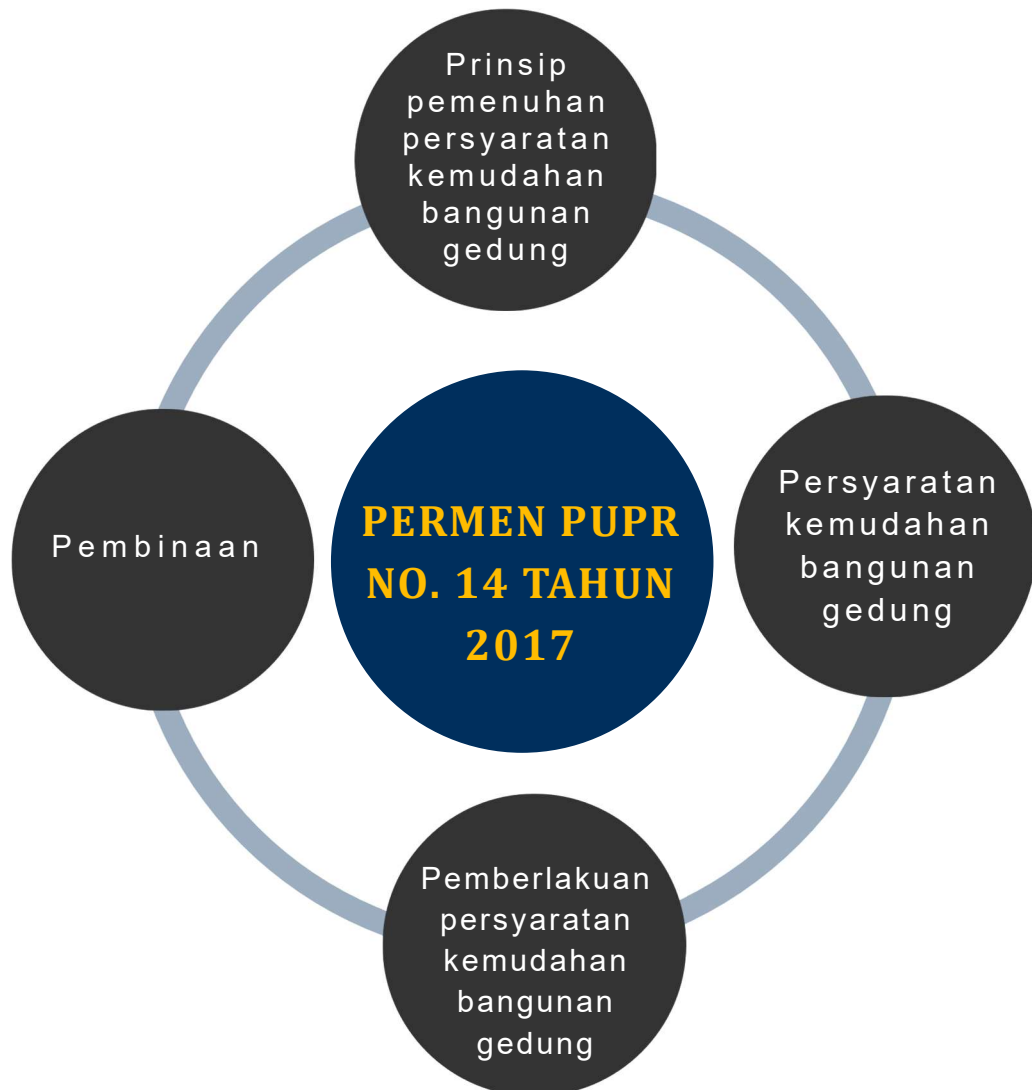 Prinsip
pemenuhan
persyaratan
kemudahan
bangunan
gedung
Pembinaan
PERMEN PUPR
NO. 14 TAHUN
2017
Persyaratan
kemudahan
bangunan
gedung
Pemberlakuan
persyaratan
kemudahan
bangunan
gedung